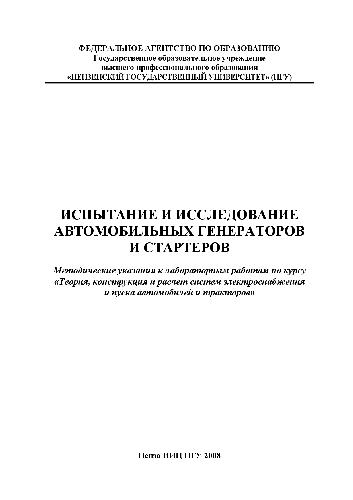 ФЕДЕРАЛЬНОЕ АГЕНТСТВО ПО ОБРАЗОВАНИЮ
Государственное образовательное учреждение
высшего профессионального образования
«ПЕНЗЕНСКИЙ ГОСУДАРСТВЕННЫЙ УНИВЕРСИТЕТ» (ПГУ)
ИСПЫТАНИЕ И ИССЛЕДОВАНИЕ
АВТОМОБИЛЬНЫХ ГЕНЕРАТОРОВ
И СТАРТЕРОВ
Методические указания к лабораторным работам по курсу
«Теория, конструкция и расчет систем электроснабжения
и пуска автомобилей и тракторов»
Пенза ИИЦ ПГУ 2008